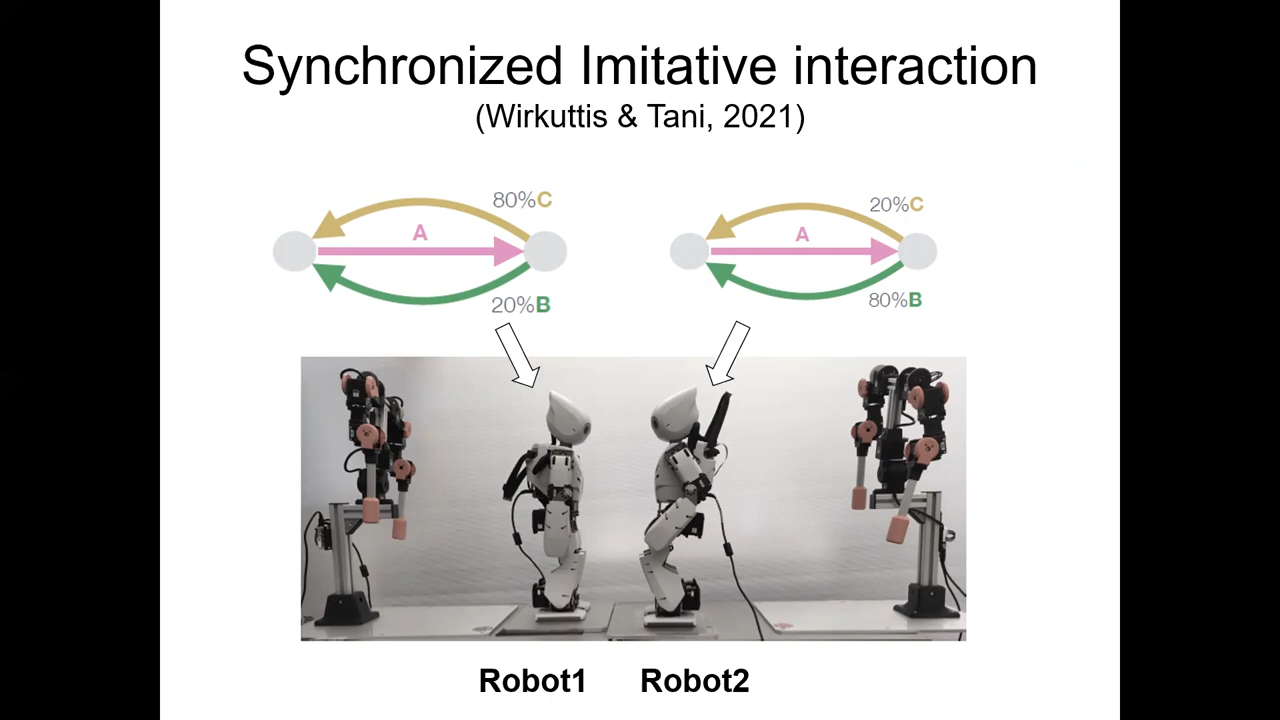 Synchronized Imitative interaction
(Wirkuttis & Tani, 2021)
80%C
A
20%B
20%C
A
80%B
Robot1
Robot2